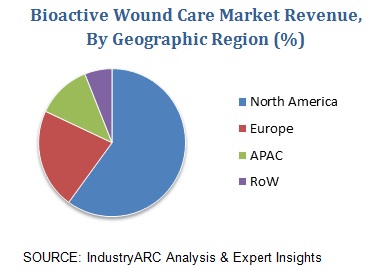 Bioactive Wound Care Market Revenue,
By Geographic Region (%)
North America
Europe
APAC
RoW
SOURCE: IndustryARC Analysis & Expert Insights